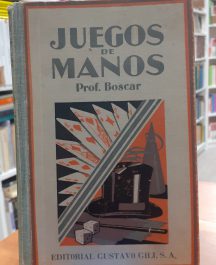 JUEGOS
DE
MANOS
Prof. Boscar
EDITORIAL GUSTAVO GILI, S. A.